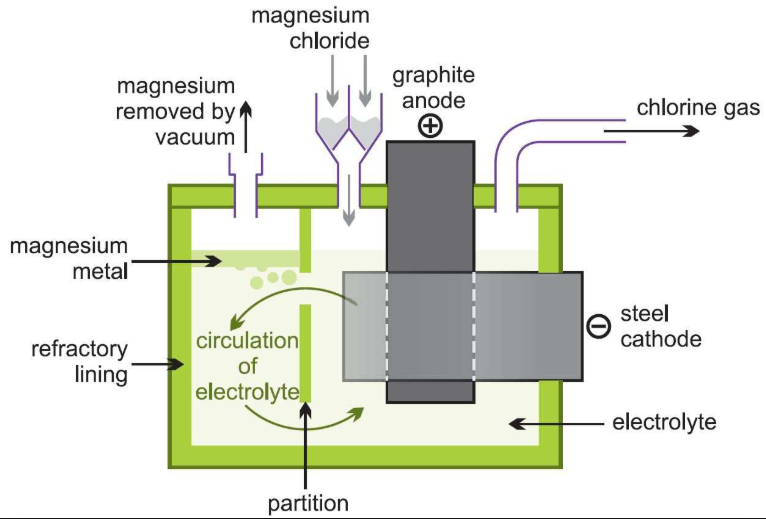 magnesium
chloride
magnesium
removed by
vacuum
graphite
anode
+
chlorine gas
magnesium
metal
refractory
lining
circulation
of
electrolyte
−
steel
cathode
electrolyte
partition